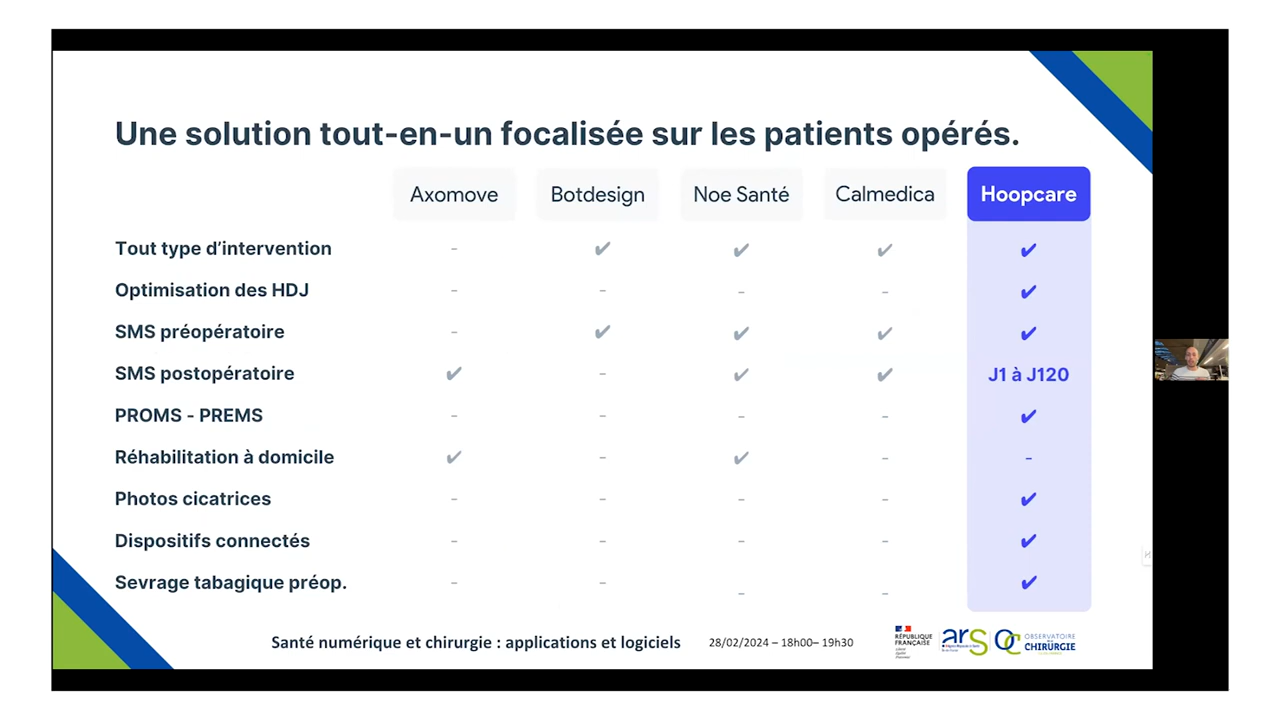 Une solution tout-en-un focalisée sur les patients opérés.
Axomove Botdesign Noe Santé Calmedica Hoopcare
Tout type d'intervention - ✔ ✔ ✔ ✔
Optimisation des HDJ - - - - ✔
SMS préopératoire - ✔ ✔ ✔ ✔
SMS postopératoire ✔ - ✔ ✔ J1 à J120
PROMS - PREMS - - - - ✔
Réhabilitation à domicile ✔ - ✔ - -
Photos cicatrices - - - - ✔
Dispositifs connectés - - - - ✔
Sevrage tabagique préop. - - - - ✔
Santé numérique et chirurgie : applications et logiciels 28/02/2024 – 18h00– 19h30
RÉPUBLIQUE
FRANÇAISE
ars
OC OBSERVATOIRE
CHIRURGIE